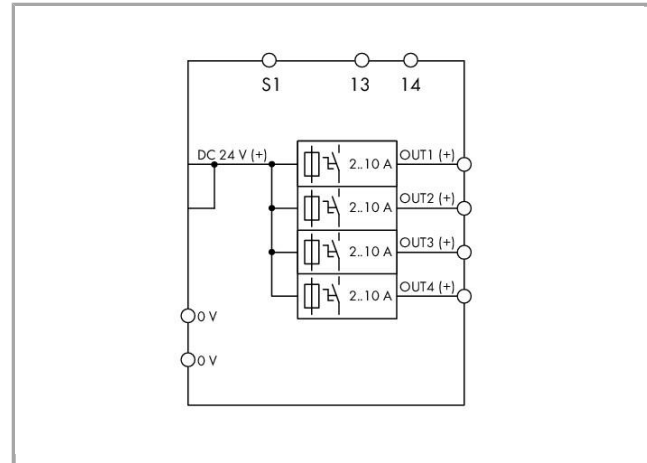 S1 13 14
DC 24 V (+) 2..10 A OUT1 (+)
2..10 A OUT2 (+)
2..10 A OUT3 (+)
2..10 A OUT4 (+)
0 V
0 V